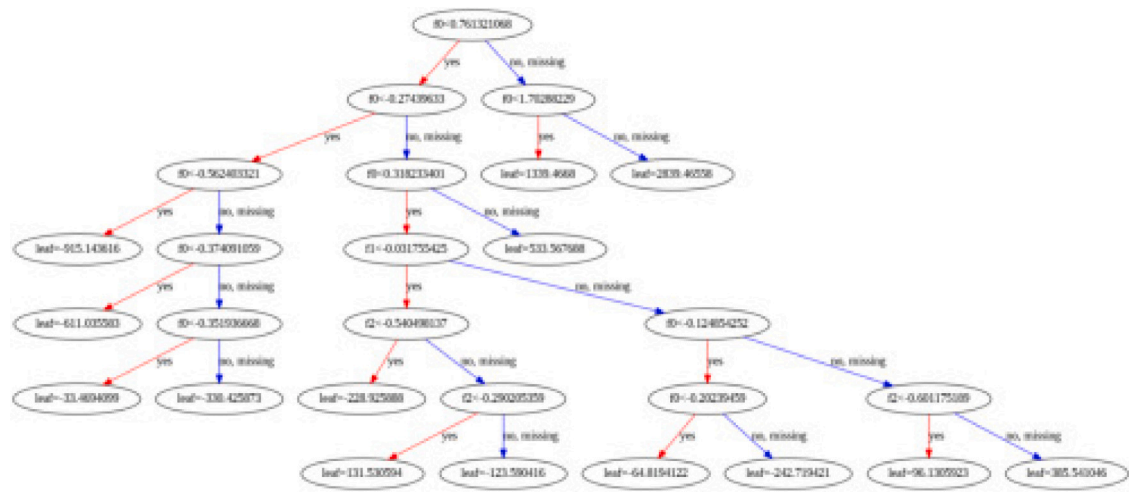 f0<0.761321068
yes
no, missing
f0<-0.27439633
f0<1.70288229
yes
no, missing
yes
no, missing
f0<-0.562403321
f0<0.318233401
leaf=1339.4668
leaf=2839.46558
yes
no, missing
yes
no, missing
leaf=-915.143616
f0<-0.374091059
f1<-0.031755425
leaf=533.567688
yes
no, missing
yes
no, missing
leaf=-611.035583
f0<-0.351936668
f2<-0.540498137
f0<-0.124854252
yes
no, missing
yes
no, missing
yes
no, missing
leaf=-33.4694099
leaf=-330.425873
leaf=-228.925888
f2<-0.290205359
f0<-0.20239459
f2<-0.601175189
yes
no, missing
yes
no, missing
yes
no, missing
leaf=131.530594
leaf=-123.590416
leaf=-64.8194122
leaf=-242.719421
leaf=96.1305923
leaf=385.541046